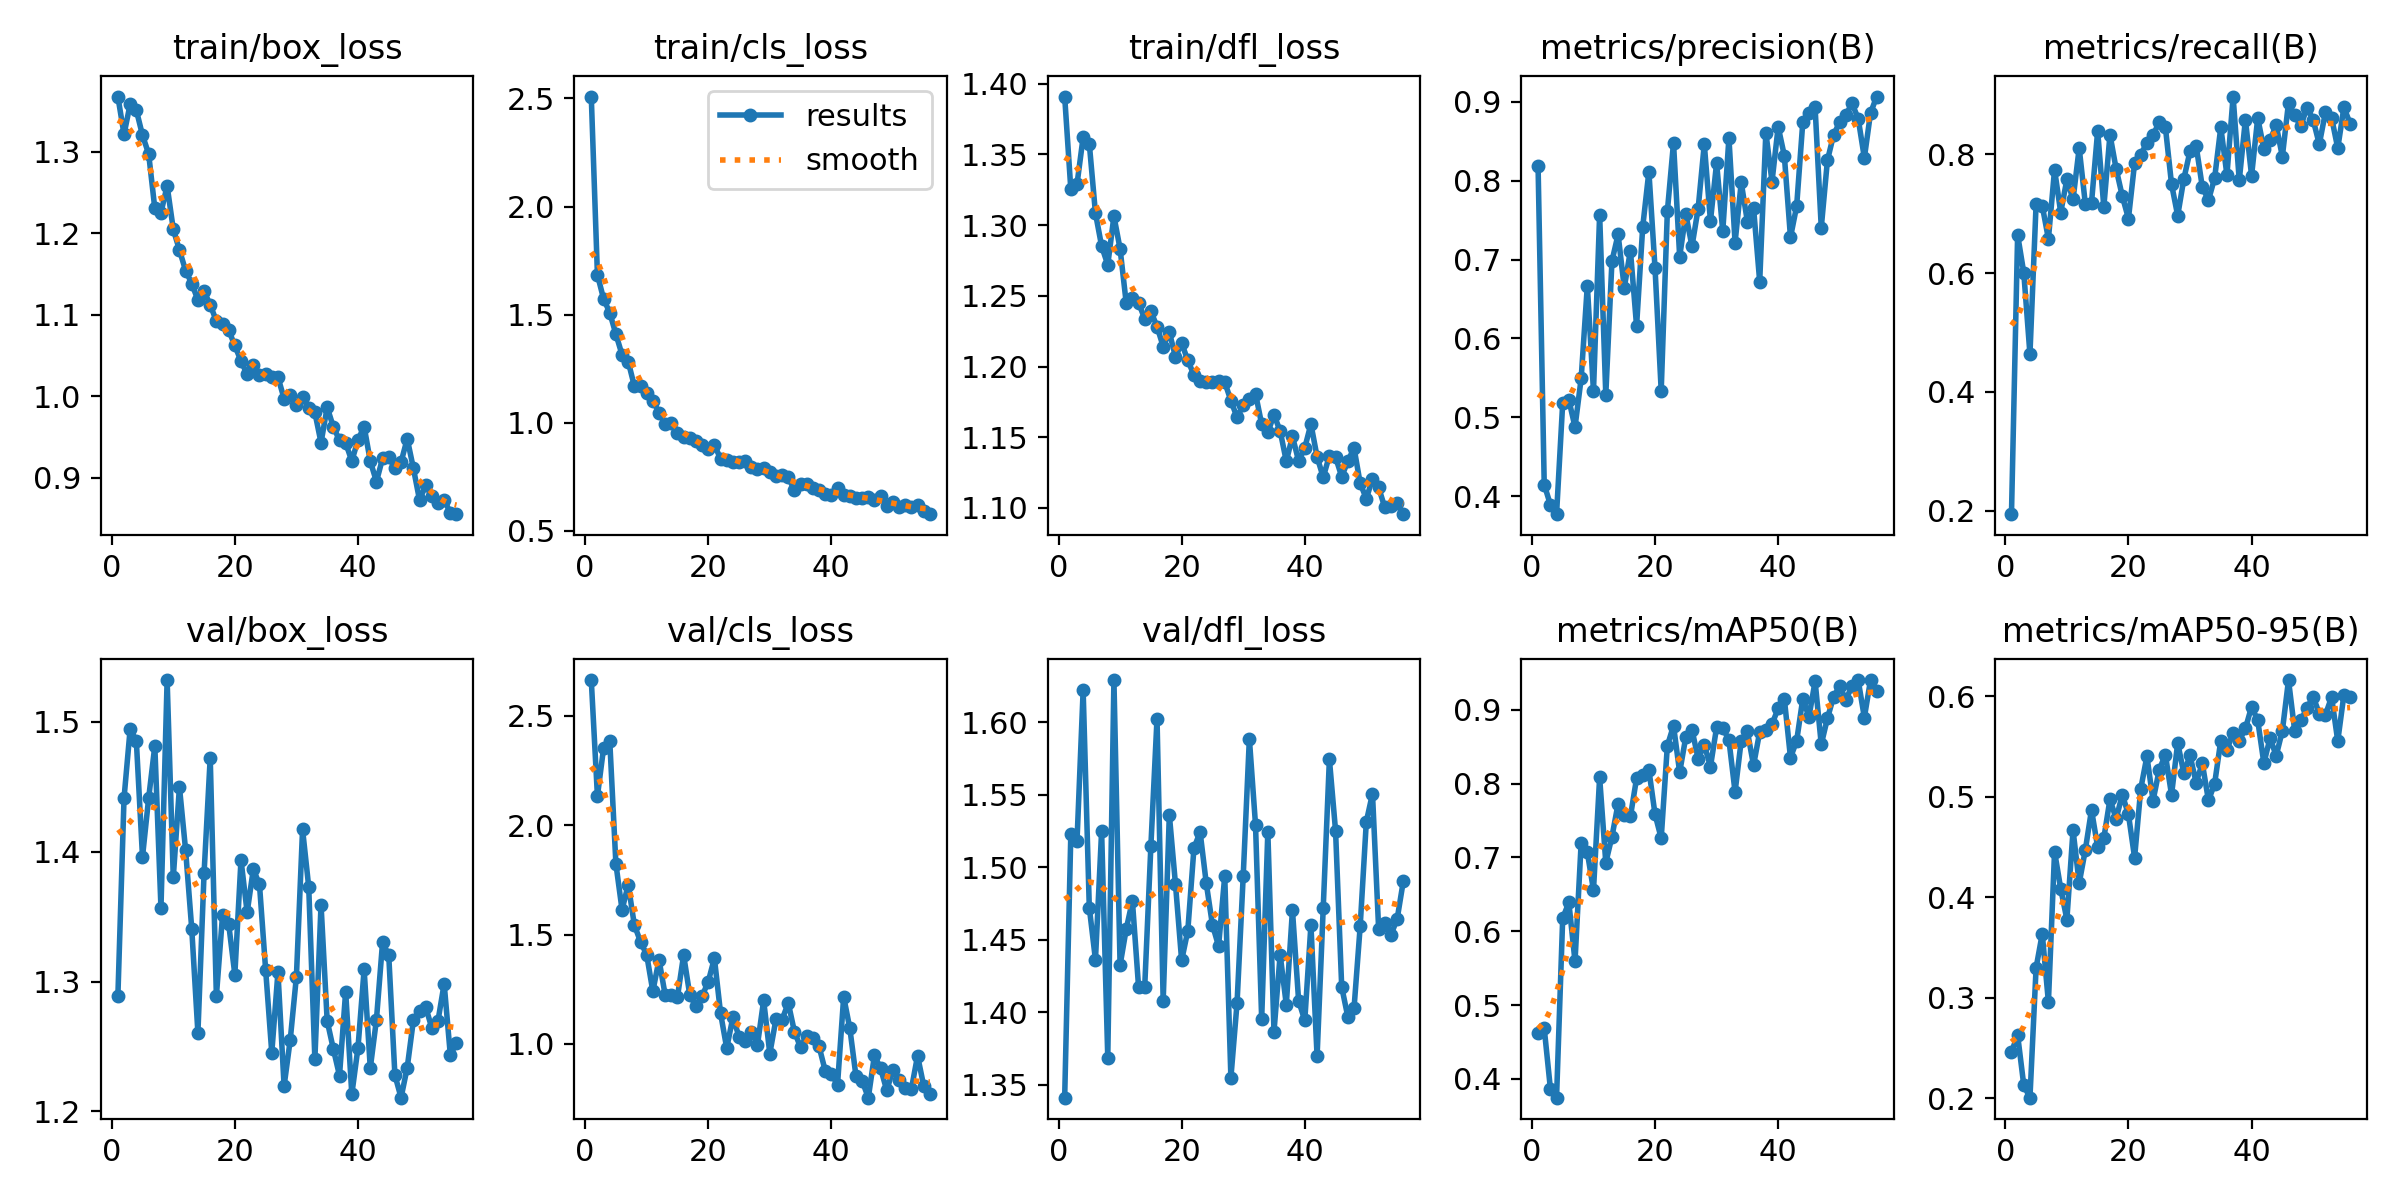 train/box_loss
1.3
1.2
1.1
1.0
0.9
0 20 40
train/cls_loss
results
smooth
2.5
2.0
1.5
1.0
0.5
0 20 40
train/dfl_loss
1.40
1.35
1.30
1.25
1.20
1.15
1.10
0 20 40
metrics/precision(B)
0.9
0.8
0.7
0.6
0.5
0.4
0 20 40
metrics/recall(B)
0.8
0.6
0.4
0.2
0 20 40
val/box_loss
1.5
1.4
1.3
1.2
0 20 40
val/cls_loss
2.5
2.0
1.5
1.0
0 20 40
val/dfl_loss
1.60
1.55
1.50
1.45
1.40
1.35
0 20 40
metrics/mAP50(B)
0.9
0.8
0.7
0.6
0.5
0.4
0 20 40
metrics/mAP50-95(B)
0.6
0.5
0.4
0.3
0.2
0 20 40